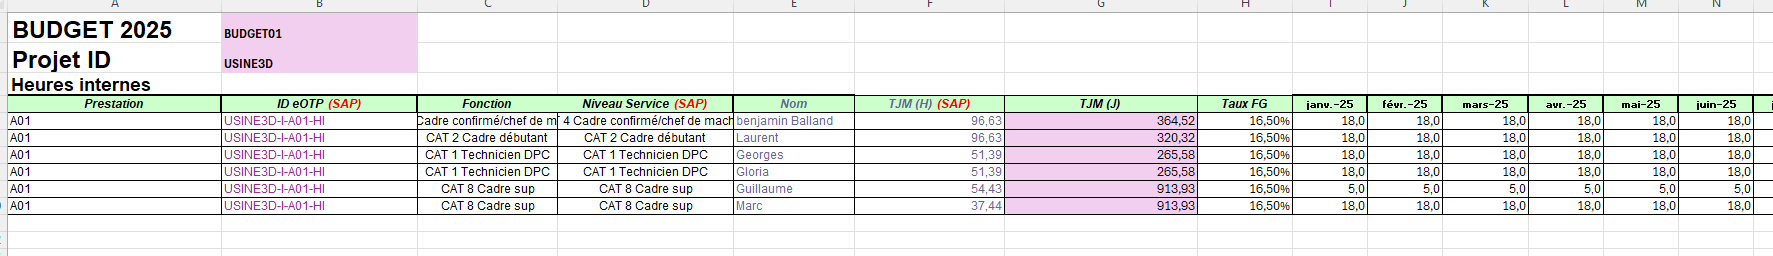 A B C D E F G H I J K L M N
BUDGET 2025 BUDGET01
Projet ID USINE3D
Heures internes
Prestation ID eOTP (SAP) Fonction Niveau Service (SAP) Nom TJM (H) (SAP) TJM (J) Taux FG janv.-25 févr.-25 mars-25 avr.-25 mai-25 juin-25
A01 USINE3D-I-A01-HI Cadre confirmé/chef de m 4 Cadre confirmé/chef de mach benjamin Balland 96,63 364,52 16,50% 18,0 18,0 18,0 18,0 18,0 18,0
A01 USINE3D-I-A01-HI CAT 2 Cadre débutant CAT 2 Cadre débutant Laurent 96,63 320,32 16,50% 18,0 18,0 18,0 18,0 18,0 18,0
A01 USINE3D-I-A01-HI CAT 1 Technicien DPC CAT 1 Technicien DPC Georges 51,39 265,58 16,50% 18,0 18,0 18,0 18,0 18,0 18,0
A01 USINE3D-I-A01-HI CAT 1 Technicien DPC CAT 1 Technicien DPC Gloria 51,39 265,58 16,50% 18,0 18,0 18,0 18,0 18,0 18,0
A01 USINE3D-I-A01-HI CAT 8 Cadre sup CAT 8 Cadre sup Guillaume 54,43 913,93 16,50% 5,0 5,0 5,0 5,0 5,0 5,0
A01 USINE3D-I-A01-HI CAT 8 Cadre sup CAT 8 Cadre sup Marc 37,44 913,93 16,50% 18,0 18,0 18,0 18,0 18,0 18,0